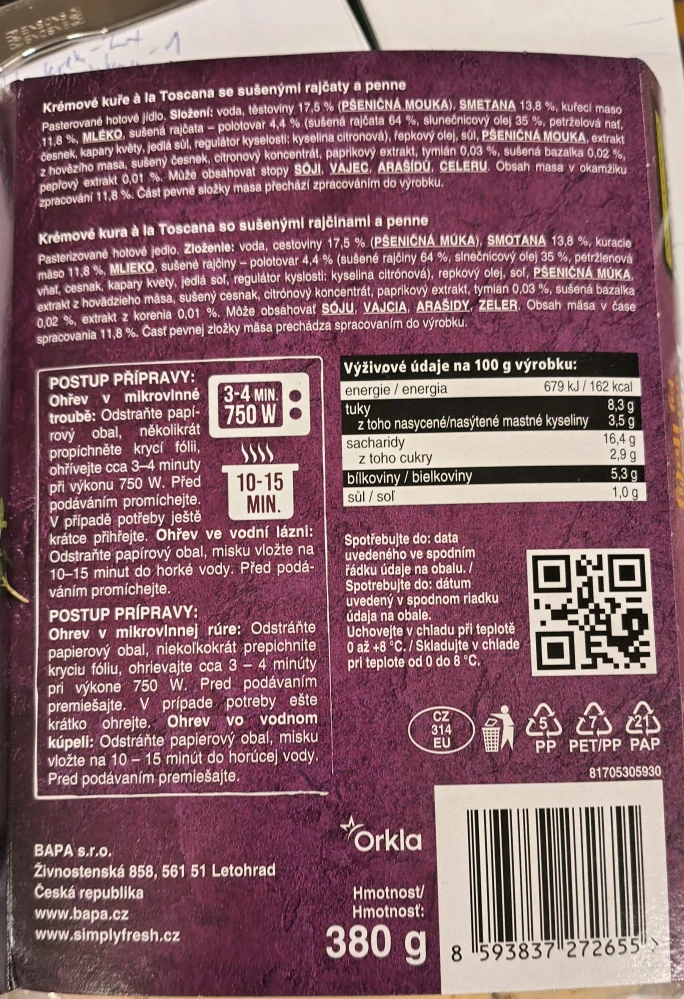 Krémové kuře à la Toscana se sušenými rajčaty a penne
Pasterované hotové jídlo. Složení: voda, těstoviny 17,5 % (PŠENIČNÁ MOUKA), SMETANA 13,8 %, kuřecí maso
11,8 %, MLÉKO, sušená rajčata – polotovar 4,4 % (sušená rajčata 64 %, slunečnicový olej 35 %, petrželová nať,
česnek, kapary květy, jedlá sůl, regulátor kyselosti: kyselina citronová), řepkový olej, sůl, PŠENIČNÁ MOUKA, extrakt
z hovězího masa, sušený česnek, citronový koncentrát, paprikový extrakt, tymián 0,03 %, sušená bazalka 0,02 %,
pepřový extrakt 0,01 %. Může obsahovat stopy SÓJI, VAJEC, ARAŠÍDŮ, CELERU. Obsah masa v okamžiku
zpracování 11,8 %. Část pevné složky masa přechází zpracováním do výrobku.
Krémové kura à la Toscana so sušenými rajčinami a penne
Pasterizované hotové jedlo. Zloženie: voda, cestoviny 17,5 % (PŠENIČNÁ MÚKA), SMOTANA 13,8 %, kuracie
mäso 11,8 %, MLIEKO, sušené rajčiny – polotovar 4,4 % (sušené rajčiny 64 %, slnečnicový olej 35 %, petržlenová
vňať, cesnak, kapary kvety, jedlá soľ, regulátor kyslosti: kyselina citrónová), repkový olej, soľ, PŠENIČNÁ MÚKA,
extrakt z hovädzieho mäsa, sušený cesnak, citrónový koncentrát, paprikový extrakt, tymian 0,03 %, sušená bazalka
0,02 %, extrakt z korenia 0,01 %. Môže obsahovať SÓJU, VAJCIA, ARAŠIDY, ZELER. Obsah mäsa v čase
spracovania 11,8 %. Časť pevnej zložky mäsa prechádza spracovaním do výrobku.
POSTUP PŘÍPRAVY:
Ohřev v mikrovlnné
troubě: Odstraňte papí-
rový obal, několikrát
propíchněte krycí fólii,
ohřívejte cca 3–4 minuty
při výkonu 750 W. Před
podáváním promíchejte.
V případě potřeby ještě
krátce přihřejte. Ohřev ve vodní lázni:
Odstraňte papírový obal, misku vložte na
10–15 minut do horké vody. Před podá-
váním promíchejte.
3-4 MIN.
750 W
10-15
MIN.
POSTUP PRÍPRAVY:
Ohrev v mikrovlnnej rúre: Odstráňte
papierový obal, niekoľkokrát prepichnite
kryciu fóliu, ohrievajte cca 3 – 4 minúty
pri výkone 750 W. Pred podávaním
premiešajte. V prípade potreby ešte
krátko ohrejte. Ohrev vo vodnom
kúpeli: Odstráňte papierový obal, misku
vložte na 10 – 15 minút do horúcej vody.
Pred podávaním premiešajte.
Výživové údaje na 100 g výrobku:
energie / energia 679 kJ / 162 kcal
tuky 8,3 g
z toho nasycené/nasýtené mastné kyseliny 3,5 g
sacharidy 16,4 g
z toho cukry 2,9 g
bílkoviny / bielkoviny 5,3 g
sůl / soľ 1,0 g
Spotřebujte do: data
uvedeného ve spodním
řádku údaje na obalu. /
Spotrebujte do: dátum
uvedený v spodnom riadku
údaja na obale.
Uchovejte v chladu při teplotě
0 až +8 °C. / Skladujte v chlade
pri teplote od 0 do 8 °C.
CZ
314
EU
5 7 21
PP PET/PP PAP
81705305930
BAPA s.r.o.
Živnostenská 858, 561 51 Letohrad
Česká republika
www.bapa.cz
www.simplyfresh.cz
Orkla
Hmotnost/
Hmotnosť:
380 g
8 593837 272655 >